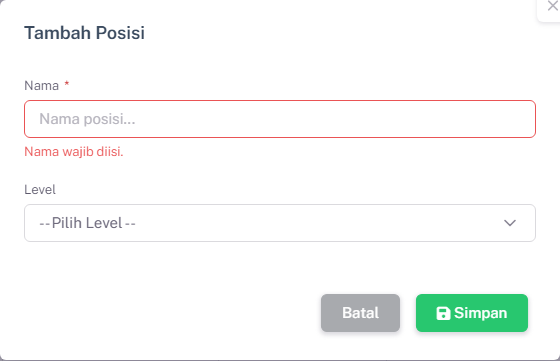 Tambah Posisi
Nama *
Nama posisi...
Nama wajib diisi.
Level
-- Pilih Level --
Batal
Simpan